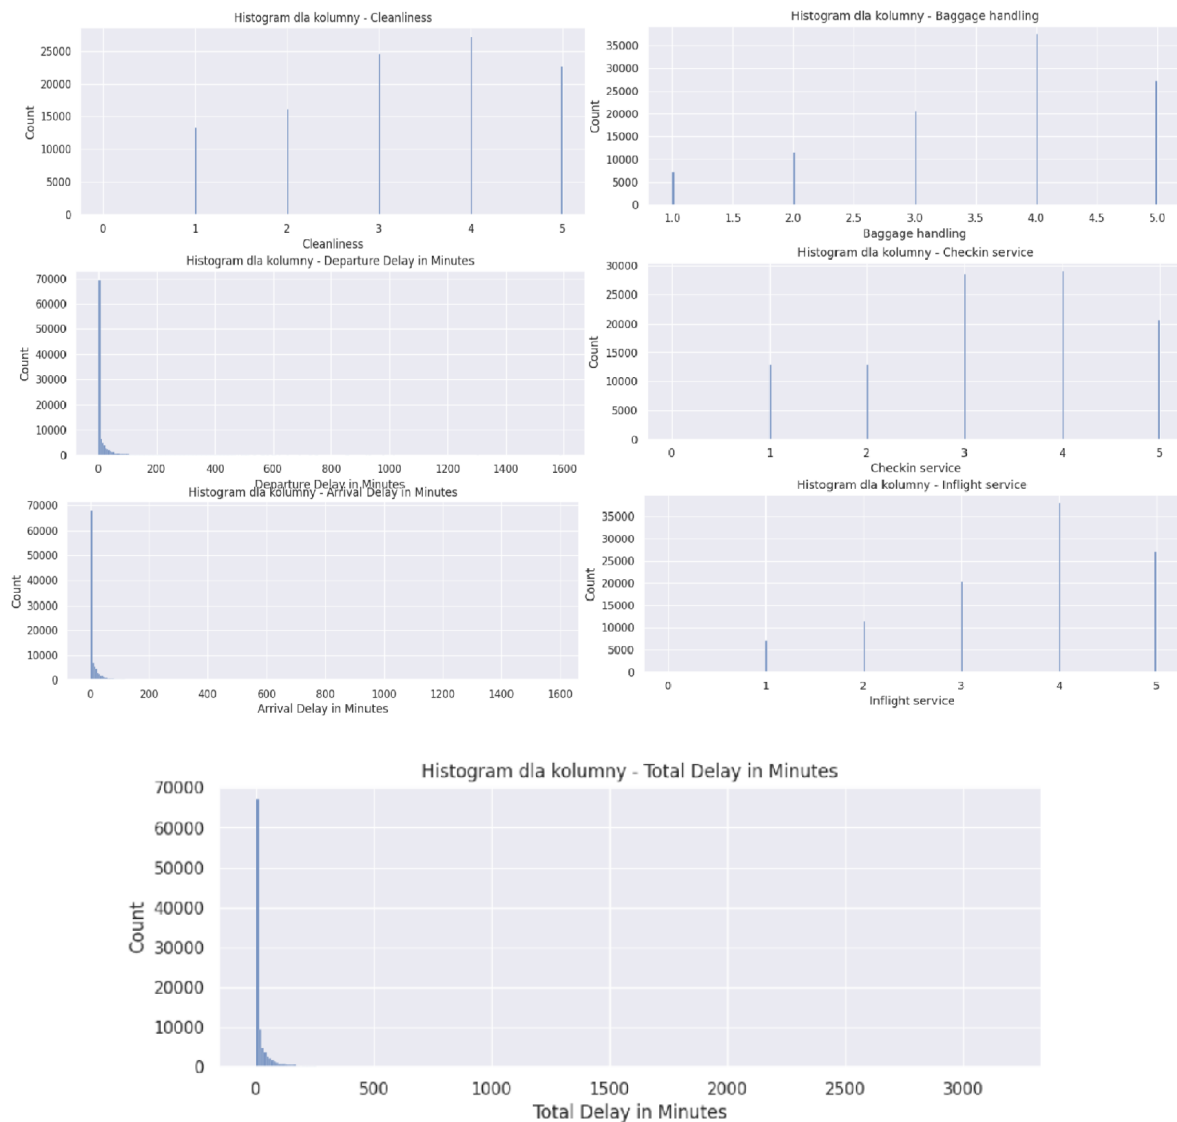 Histogram dla kolumny - Cleanliness
25000
20000
15000
10000
5000
0
Count
0 1 2 3 4 5
Cleanliness
Histogram dla kolumny - Baggage handling
35000
30000
25000
20000
15000
10000
5000
0
Count
1.0 1.5 2.0 2.5 3.0 3.5 4.0 4.5 5.0
Baggage handling
Histogram dla kolumny - Departure Delay in Minutes
70000
60000
50000
40000
30000
20000
10000
0
Count
0 200 400 600 800 1000 1200 1400 1600
Departure Delay in Minutes
Histogram dla kolumny - Checkin service
30000
25000
20000
15000
10000
5000
0
Count
0 1 2 3 4 5
Checkin service
Histogram dla kolumny - Arrival Delay in Minutes
70000
60000
50000
40000
30000
20000
10000
0
Count
0 200 400 600 800 1000 1200 1400 1600
Arrival Delay in Minutes
Histogram dla kolumny - Inflight service
35000
30000
25000
20000
15000
10000
5000
0
Count
0 1 2 3 4 5
Inflight service
Histogram dla kolumny - Total Delay in Minutes
70000
60000
50000
40000
30000
20000
10000
0
Count
0 500 1000 1500 2000 2500 3000
Total Delay in Minutes